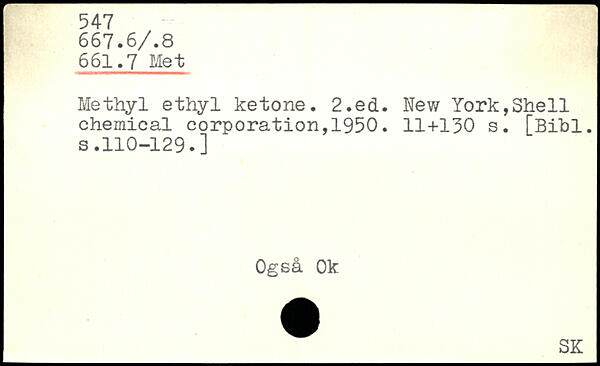 547
667.6/.8
661.7 Met
Methyl ethyl ketone. 2.ed. New York,Shell
chemical corporation,1950. 11+130 s. [Bibl.
s.110-129.]
Også Ok
SK